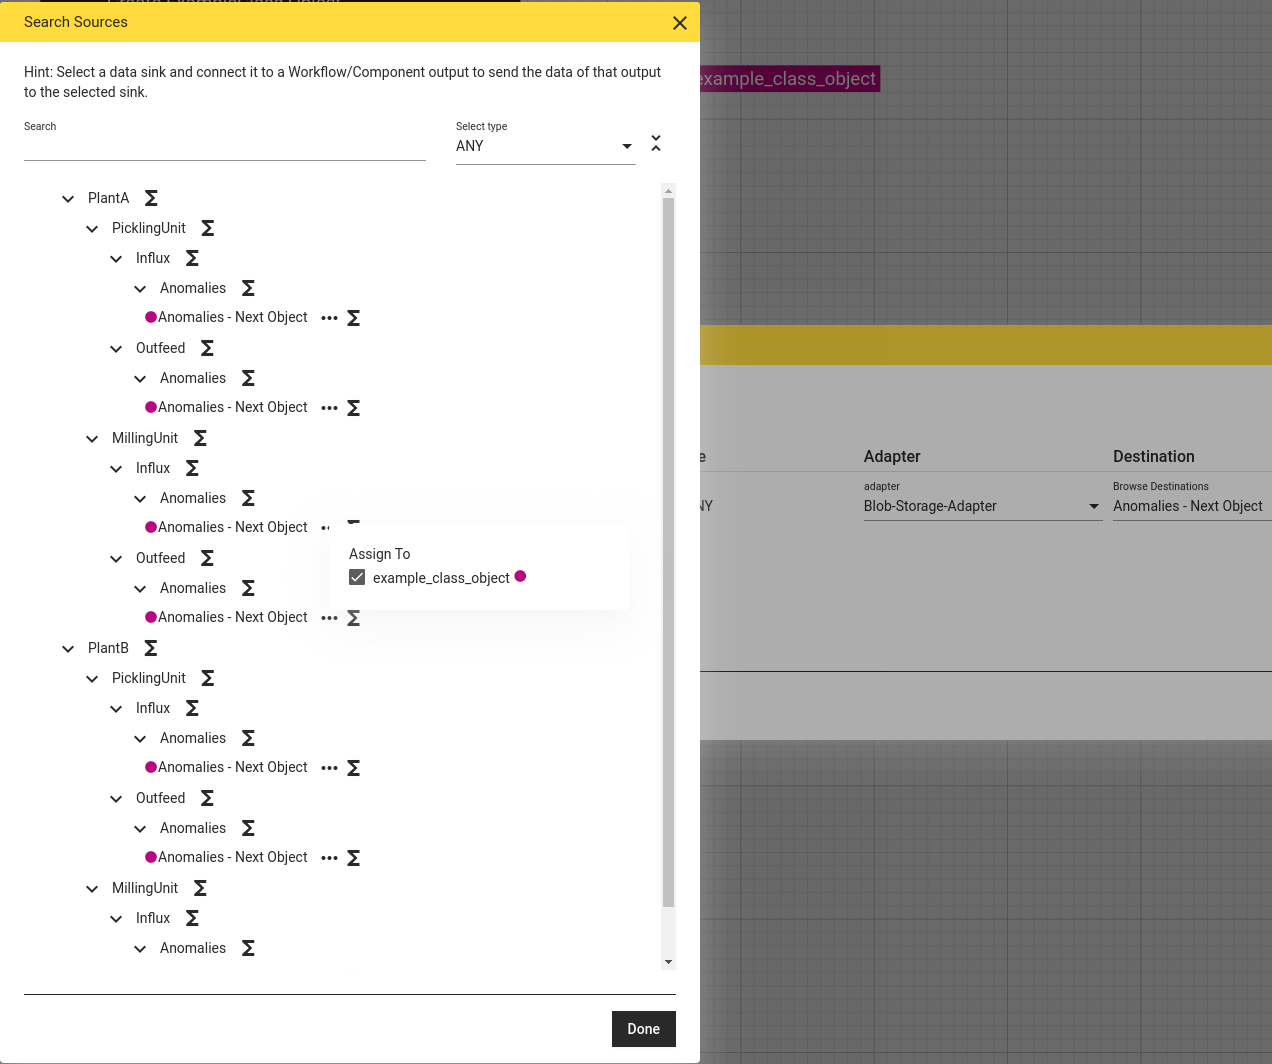 Search Sources
Hint: Select a data sink and connect it to a Workflow/Component output to send the data of that output
to the selected sink.
Search
Select type
ANY
PlantA
PicklingUnit
Influx
Anomalies
Anomalies - Next Object
Outfeed
Anomalies
Anomalies - Next Object
MillingUnit
Influx
Anomalies
Anomalies - Next Object
Outfeed
Anomalies
Anomalies - Next Object
PlantB
PicklingUnit
Influx
Anomalies
Anomalies - Next Object
Outfeed
Anomalies
Anomalies - Next Object
MillingUnit
Influx
Anomalies
Assign To
example_class_object
Done
example_class_object
Adapter
Destination
adapter
Blob-Storage-Adapter
Browse Destinations
Anomalies - Next Object